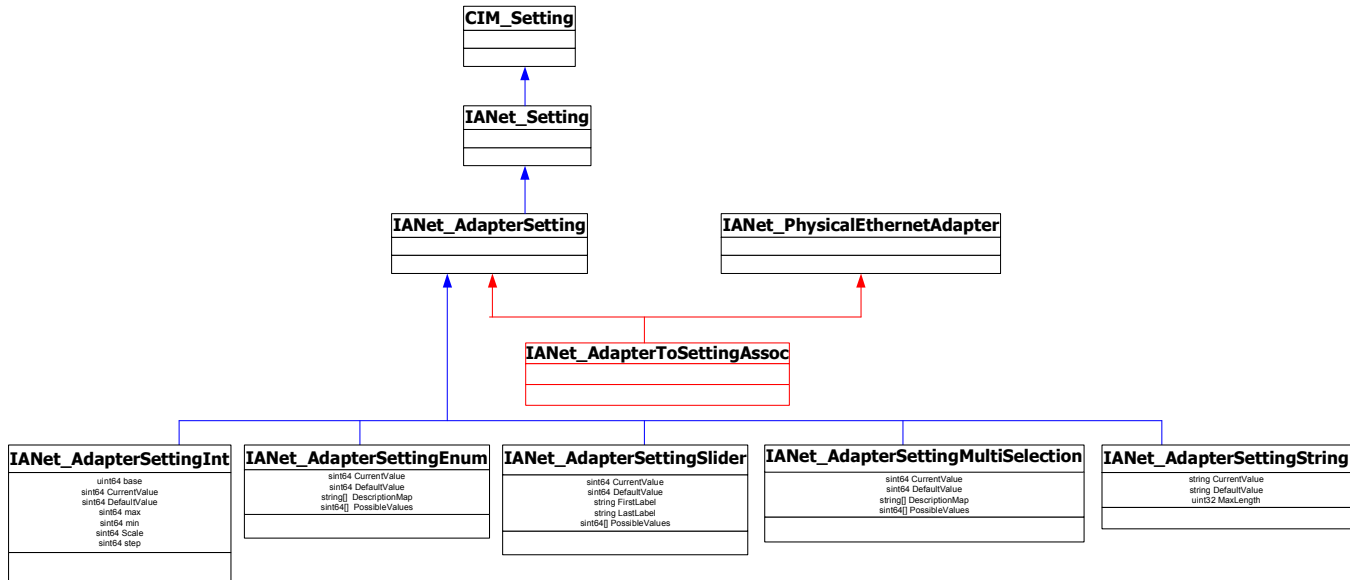 CIM_Setting
IANet_Setting
IANet_AdapterSetting
IANet_PhysicalEthernetAdapter
IANet_AdapterToSettingAssoc
IANet_AdapterSettingInt
uint64 base
sint64 CurrentValue
sint64 DefaultValue
sint64 max
sint64 min
sint64 Scale
sint64 step
IANet_AdapterSettingEnum
sint64 CurrentValue
sint64 DefaultValue
string[] DescriptionMap
sint64[] PossibleValues
IANet_AdapterSettingSlider
sint64 CurrentValue
sint64 DefaultValue
string FirstLabel
string LastLabel
sint64[] PossibleValues
IANet_AdapterSettingMultiSelection
sint64 CurrentValue
sint64 DefaultValue
string[] DescriptionMap
sint64[] PossibleValues
IANet_AdapterSettingString
string CurrentValue
string DefaultValue
uint32 MaxLength